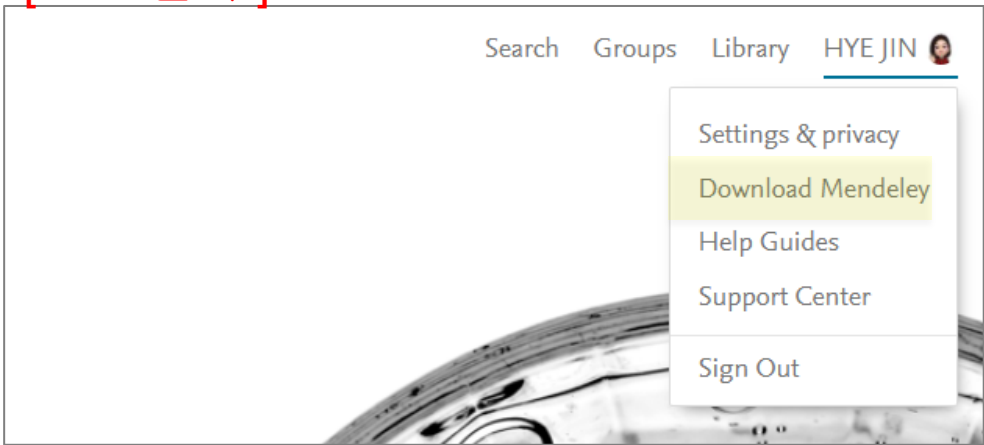 Search Groups Library HYE JIN
Settings & privacy
Download Mendeley
Help Guides
Support Center
Sign Out